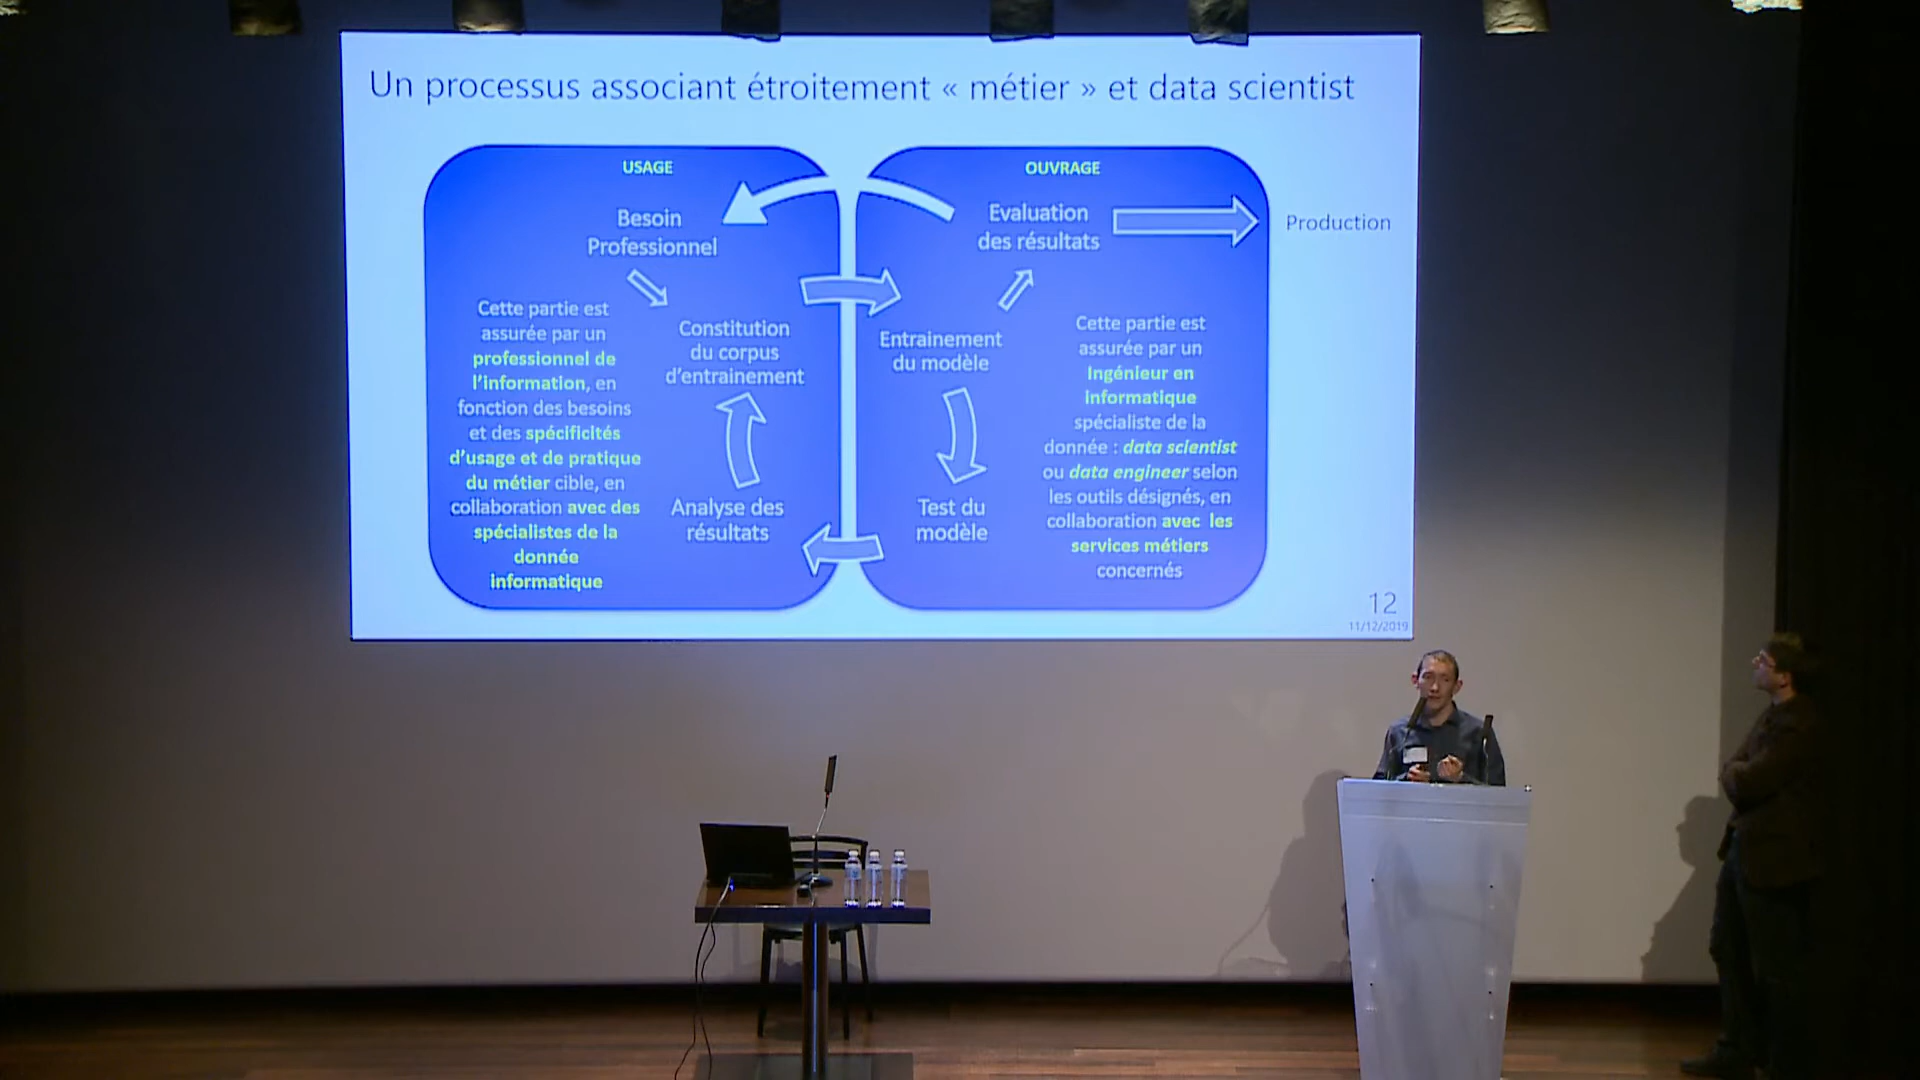 Un processus associant étroitement « métier » et data scientist
USAGE
Besoin
Professionnel
Cette partie est
assurée par un
professionnel de
l'information, en
fonction des besoins
et des spécificités
d'usage et de pratique
du métier cible, en
collaboration avec des
spécialistes de la
donnée
informatique
Constitution
du corpus
d'entrainement
Analyse des
résultats
OUVRAGE
Evaluation
des résultats
Entrainement
du modèle
Test du
modèle
Cette partie est
assurée par un
Ingénieur en
informatique
spécialiste de la
donnée : data scientist
ou data engineer selon
les outils désignés, en
collaboration avec les
services métiers
concernés
Production
12
11/12/2019